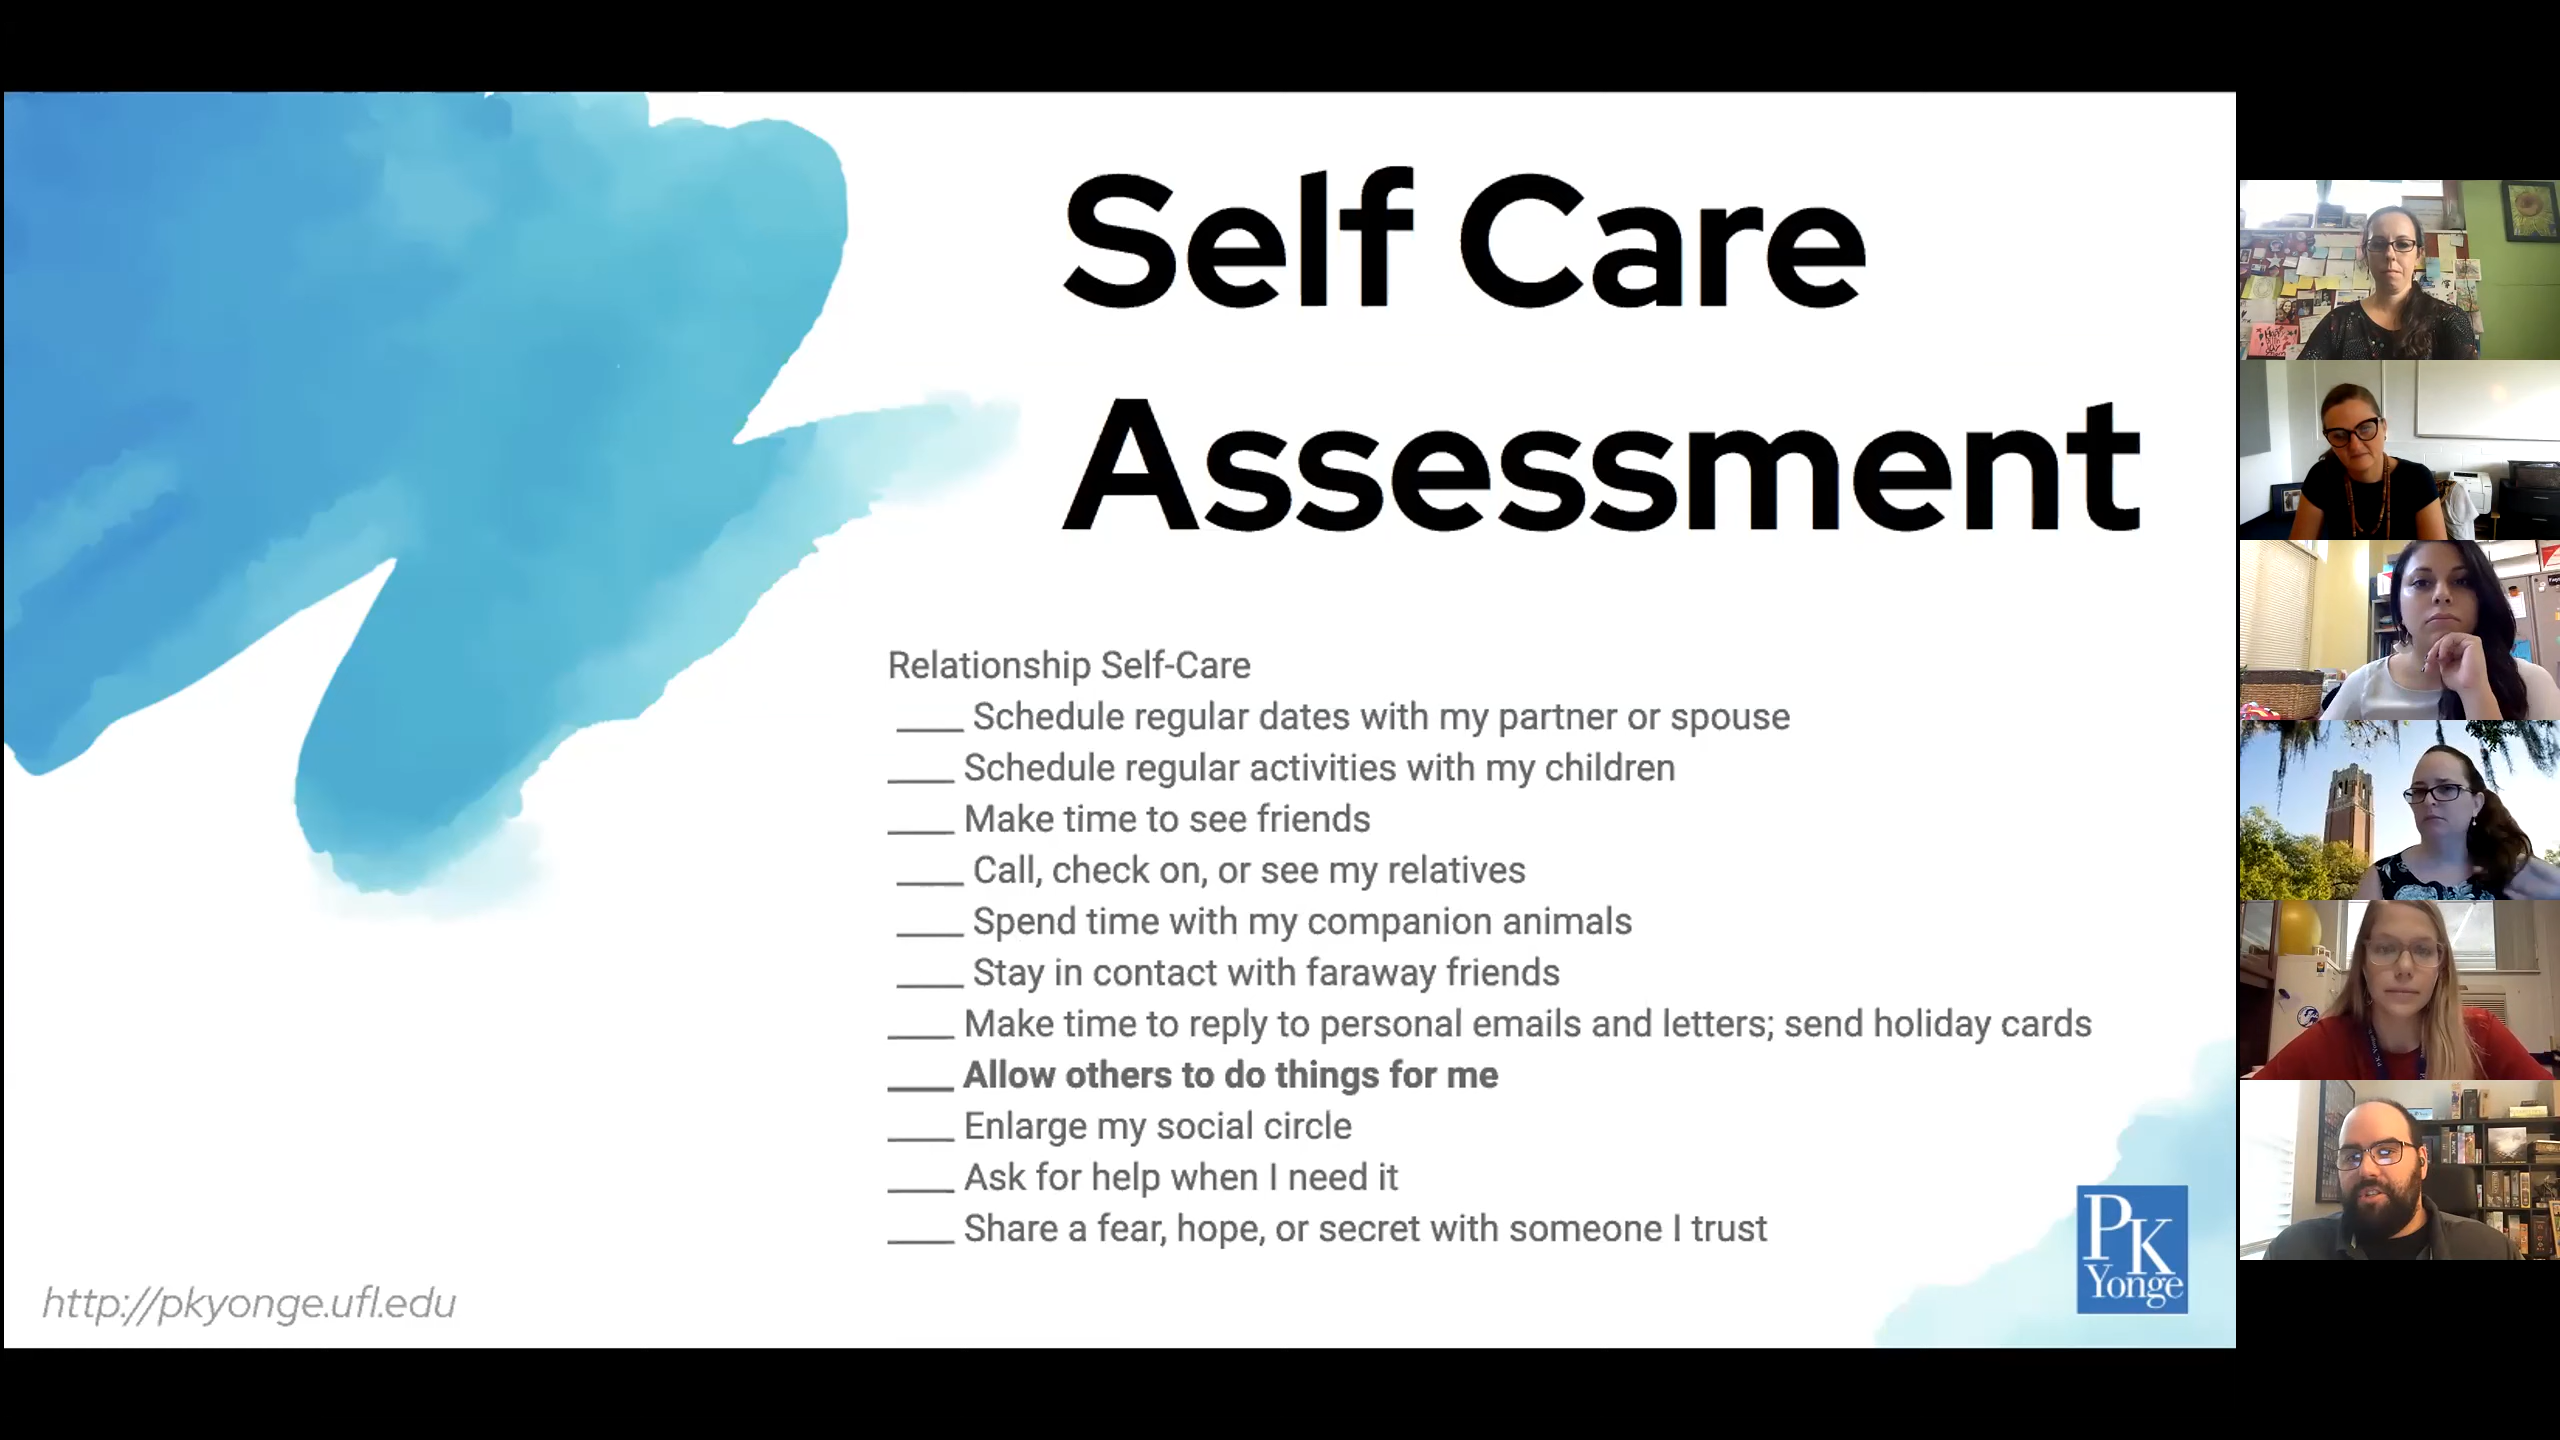 Self Care
Assessment
Relationship Self-Care
____ Schedule regular dates with my partner or spouse
____ Schedule regular activities with my children
____ Make time to see friends
____ Call, check on, or see my relatives
____ Spend time with my companion animals
____ Stay in contact with faraway friends
____ Make time to reply to personal emails and letters; send holiday cards
____ Allow others to do things for me
____ Enlarge my social circle
____ Ask for help when I need it
____ Share a fear, hope, or secret with someone I trust
http://pkyonge.ufl.edu
PK
Yonge